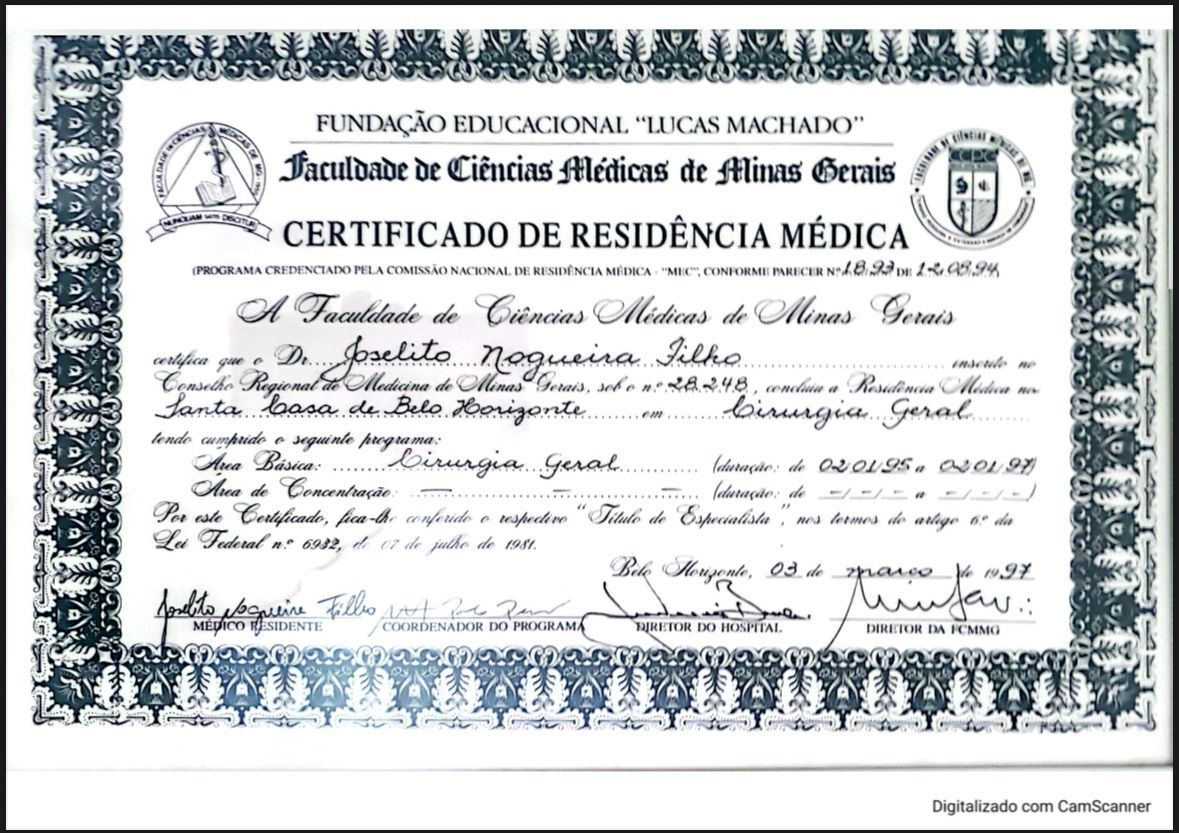 FUNDAÇÃO EDUCACIONAL “LUCAS MACHADO”
Faculdade de Ciências Médicas de Minas Gerais
CERTIFICADO DE RESIDÊNCIA MÉDICA
(PROGRAMA CREDENCIADO PELA COMISSÃO NACIONAL DE RESIDÊNCIA MÉDICA - “MEC”, CONFORME PARECER Nº 18/93 DE 12/08/94)
A Faculdade de Ciências Médicas de Minas Gerais
certifica que o Dr. Joselito Nogueira Filho inscrito no
Conselho Regional de Medicina de Minas Gerais, sob o n.º 28.248, concluiu a Residência Médica no
Santa Casa de Belo Horizonte em Cirurgia Geral
tendo cumprido o seguinte programa:
Área Básica: Cirurgia Geral (duração: de 02/01/95 a 02/01/97)
Área de Concentração: — — — (duração: de -/-/- a -/-/-)
Por este Certificado, fica-lhe conferido o respectivo “Título de Especialista”, nos termos do artigo 6º da
Lei Federal n.º 6932, de 07 de julho de 1981.
Belo Horizonte, 03 de março de 1997
Joselito Nogueira Filho
MÉDICO RESIDENTE COORDENADOR DO PROGRAMA DIRETOR DO HOSPITAL DIRETOR DA FCMMG
Digitalizado com CamScanner